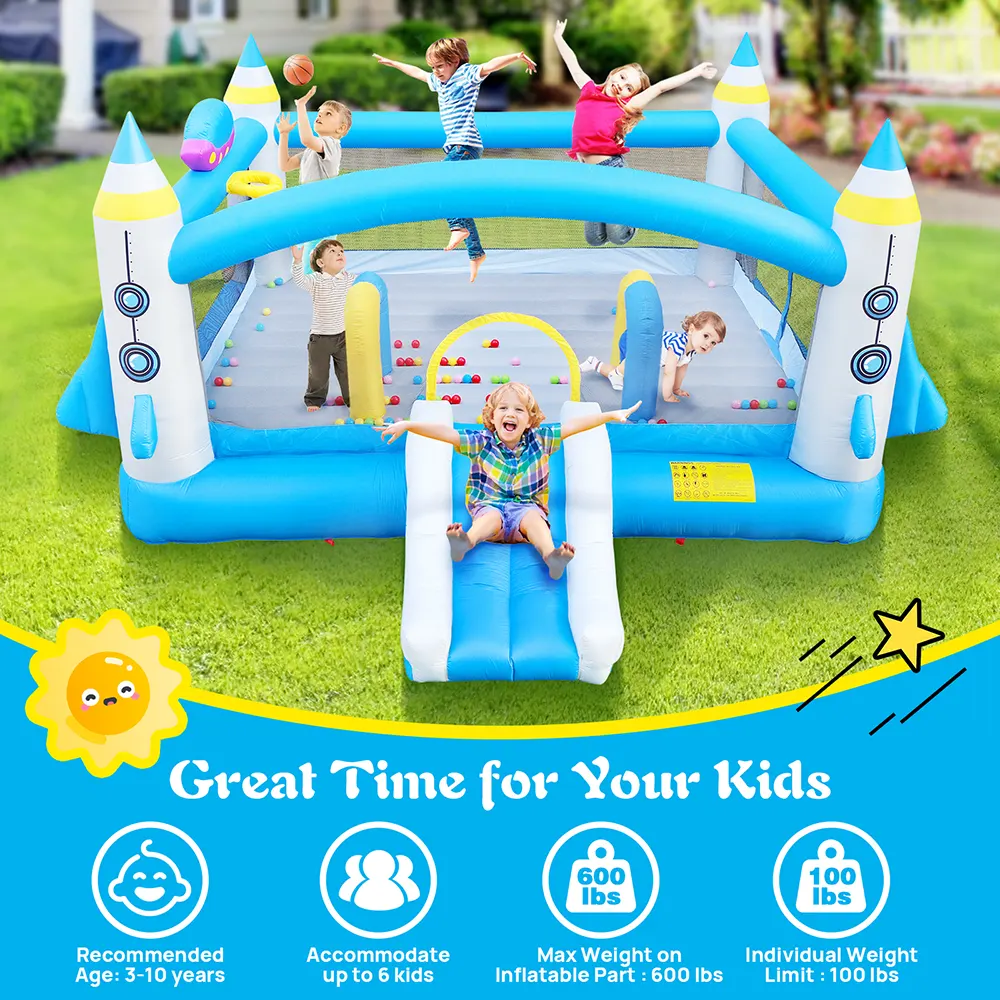 Great Time for Your Kids
600
lbs
100
lbs
Recommended
Age: 3-10 years
Accommodate
up to 6 kids
Max Weight on
Inflatable Part : 600 lbs
Individual Weight
Limit : 100 lbs